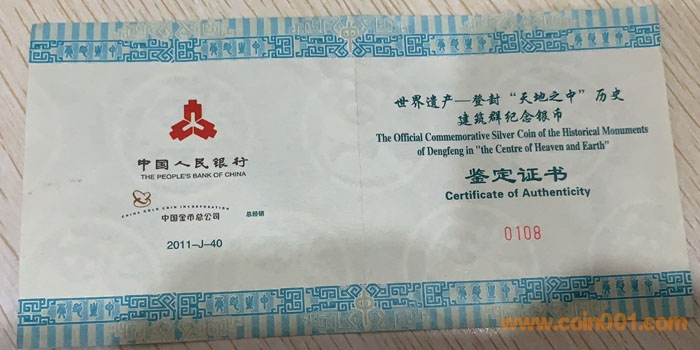 中国人民银行
THE PEOPLE'S BANK OF CHINA
CHINA GOLD COIN INCORPORATION
中国金币总公司 总经销
2011-J-40
世界遗产—登封“天地之中”历史
建筑群纪念银币
The Official Commemorative Silver Coin of the Historical Monuments
of Dengfeng in "the Centre of Heaven and Earth"
鉴定证书
Certificate of Authenticity
0108
www.coin001.com